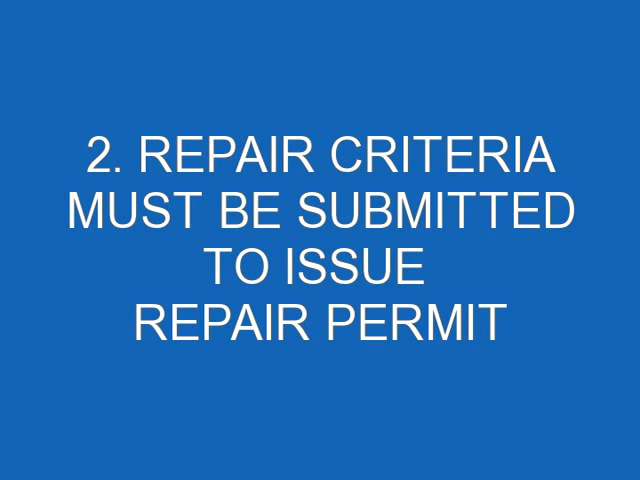 2. REPAIR CRITERIA
MUST BE SUBMITTED
TO ISSUE
REPAIR PERMIT